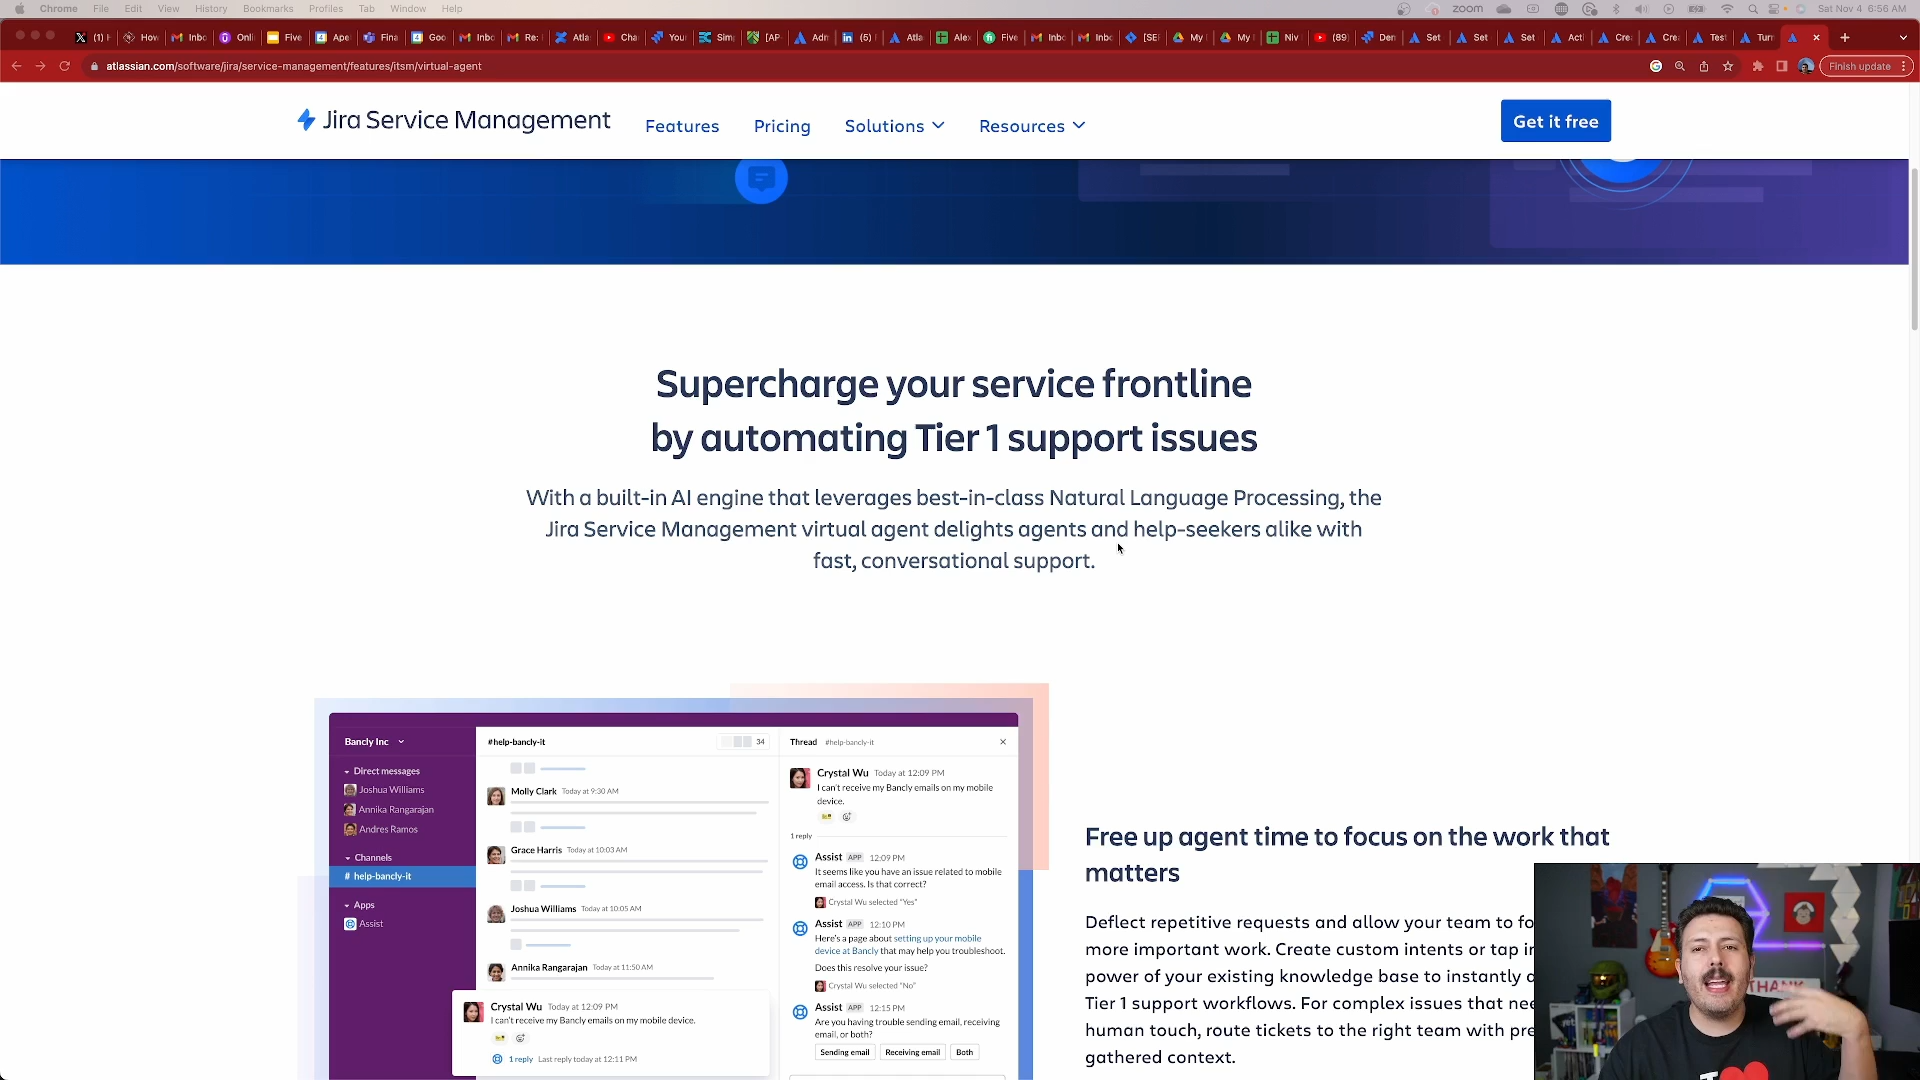 Chrome File Edit View History Bookmarks Profiles Tab Window Help
zoom Sat Nov 4 6:56 AM
atlassian.com/software/jira/service-management/features/itsm/virtual-agent
Finish update
Jira Service Management
Features
Pricing
Solutions
Resources
Get it free
Supercharge your service frontline
by automating Tier 1 support issues
With a built-in AI engine that leverages best-in-class Natural Language Processing, the
Jira Service Management virtual agent delights agents and help-seekers alike with
fast, conversational support.
Bancly Inc
Direct messages
Joshua Williams
Annika Rangarajan
Andres Ramos
Channels
# help-bancly-it
Apps
Assist
#help-bancly-it
34
Molly Clark Today at 9:30 AM
Grace Harris Today at 10:03 AM
Joshua Williams Today at 10:05 AM
Annika Rangarajan Today at 11:50 AM
Crystal Wu Today at 12:09 PM
I can't receive my Bancly emails on my mobile device.
1 reply Last reply today at 12:11 PM
Thread #help-bancly-it
Crystal Wu Today at 12:09 PM
I can't receive my Bancly emails on my mobile
device.
1 reply
Assist APP 12:09 PM
It seems like you have an issue related to mobile
email access. Is that correct?
Crystal Wu selected "Yes"
Assist APP 12:10 PM
Here's a page about setting up your mobile
device at Bancly that may help you troubleshoot.
Does this resolve your issue?
Crystal Wu selected "No"
Assist APP 12:15 PM
Are you having trouble sending email, receiving
email, or both?
Sending email
Receiving email
Both
Free up agent time to focus on the work that
matters
Deflect repetitive requests and allow your team to fo
more important work. Create custom intents or tap in
power of your existing knowledge base to instantly a
Tier 1 support workflows. For complex issues that nee
human touch, route tickets to the right team with pre
gathered context.
THANK